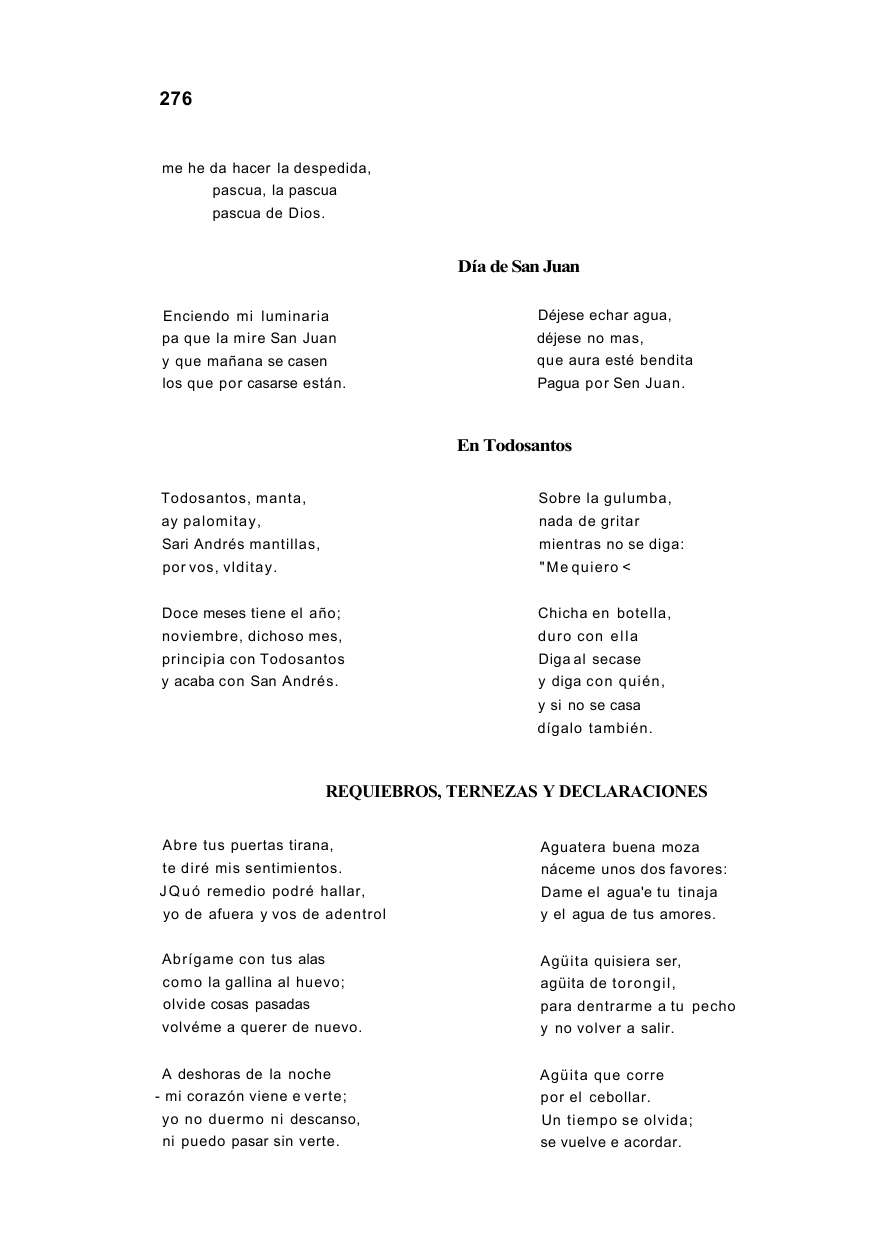 276
me he da hacer la despedida,
pascua, la pascua
pascua de Dios.
Día de San Juan
Enciendo mi luminaria
pa que la mire San Juan
y que mañana se casen
los que por casarse están.
Déjese echar agua,
déjese no mas,
que aura esté bendita
Pagua por Sen Juan.
En Todosantos
Todosantos, manta,
ay palomitay,
Sari Andrés mantillas,
por vos, vlditay.
Doce meses tiene el año;
noviembre, dichoso mes,
principia con Todosantos
y acaba con San Andrés.
Sobre la gulumba,
nada de gritar
mientras no se diga:
"Me quiero <
Chicha en botella,
duro con ella
Diga al secase
y diga con quién,
y si no se casa
dígalo también.
REQUIEBROS, TERNEZAS Y DECLARACIONES
Abre tus puertas tirana,
te diré mis sentimientos.
JQuó remedio podré hallar,
yo de afuera y vos de adentrol
Abrígame con tus alas
como la gallina al huevo;
olvide cosas pasadas
volvéme a querer de nuevo.
A deshoras de la noche
- mi corazón viene e verte;
yo no duermo ni descanso,
ni puedo pasar sin verte.
Aguatera buena moza
náceme unos dos favores:
Dame el agua'e tu tinaja
y el agua de tus amores.
Agüita quisiera ser,
agüita de torongil,
para dentrarme a tu pecho
y no volver a salir.
Agüita que corre
por el cebollar.
Un tiempo se olvida;
se vuelve e acordar.